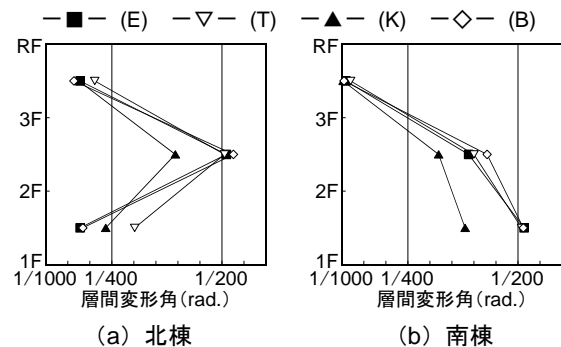 (E) (T) (K) (B)
RF
3F
2F
1F
1/1000 1/400 1/200
層間変形角(rad.)
(a) 北棟
RF
3F
2F
1F
1/1000 1/400 1/200
層間変形角(rad.)
(b) 南棟